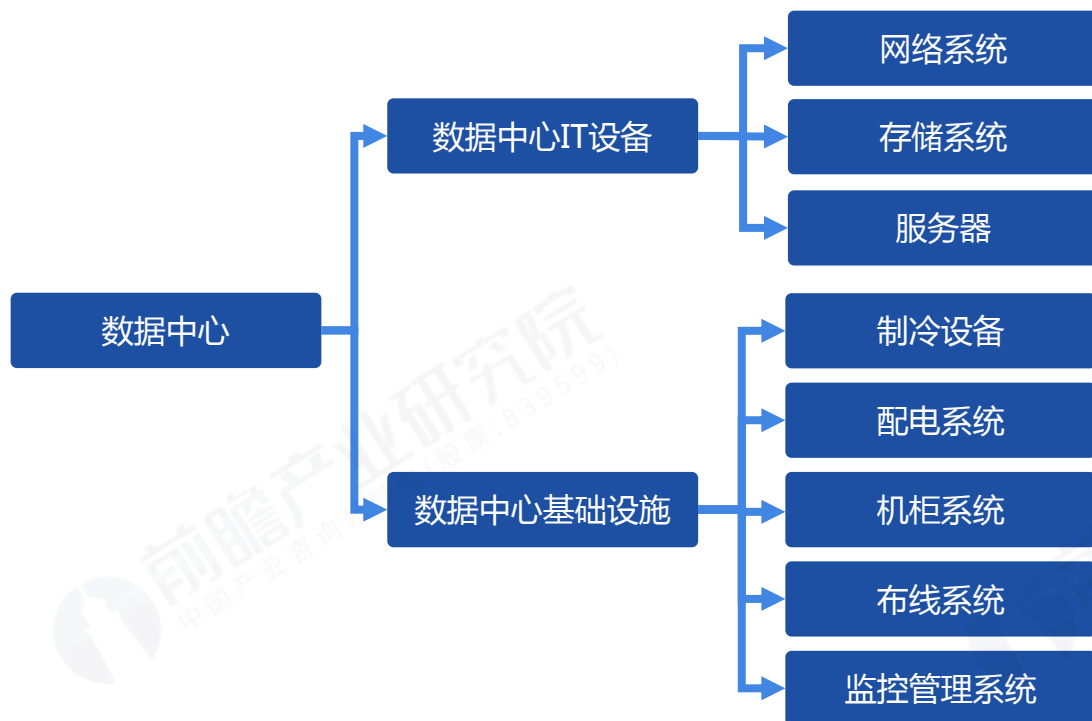 网络系统
数据中心IT设备
存储系统
服务器
数据中心
制冷设备
配电系统
数据中心基础设施
机柜系统
布线系统
监控管理系统
前瞻产业研究院